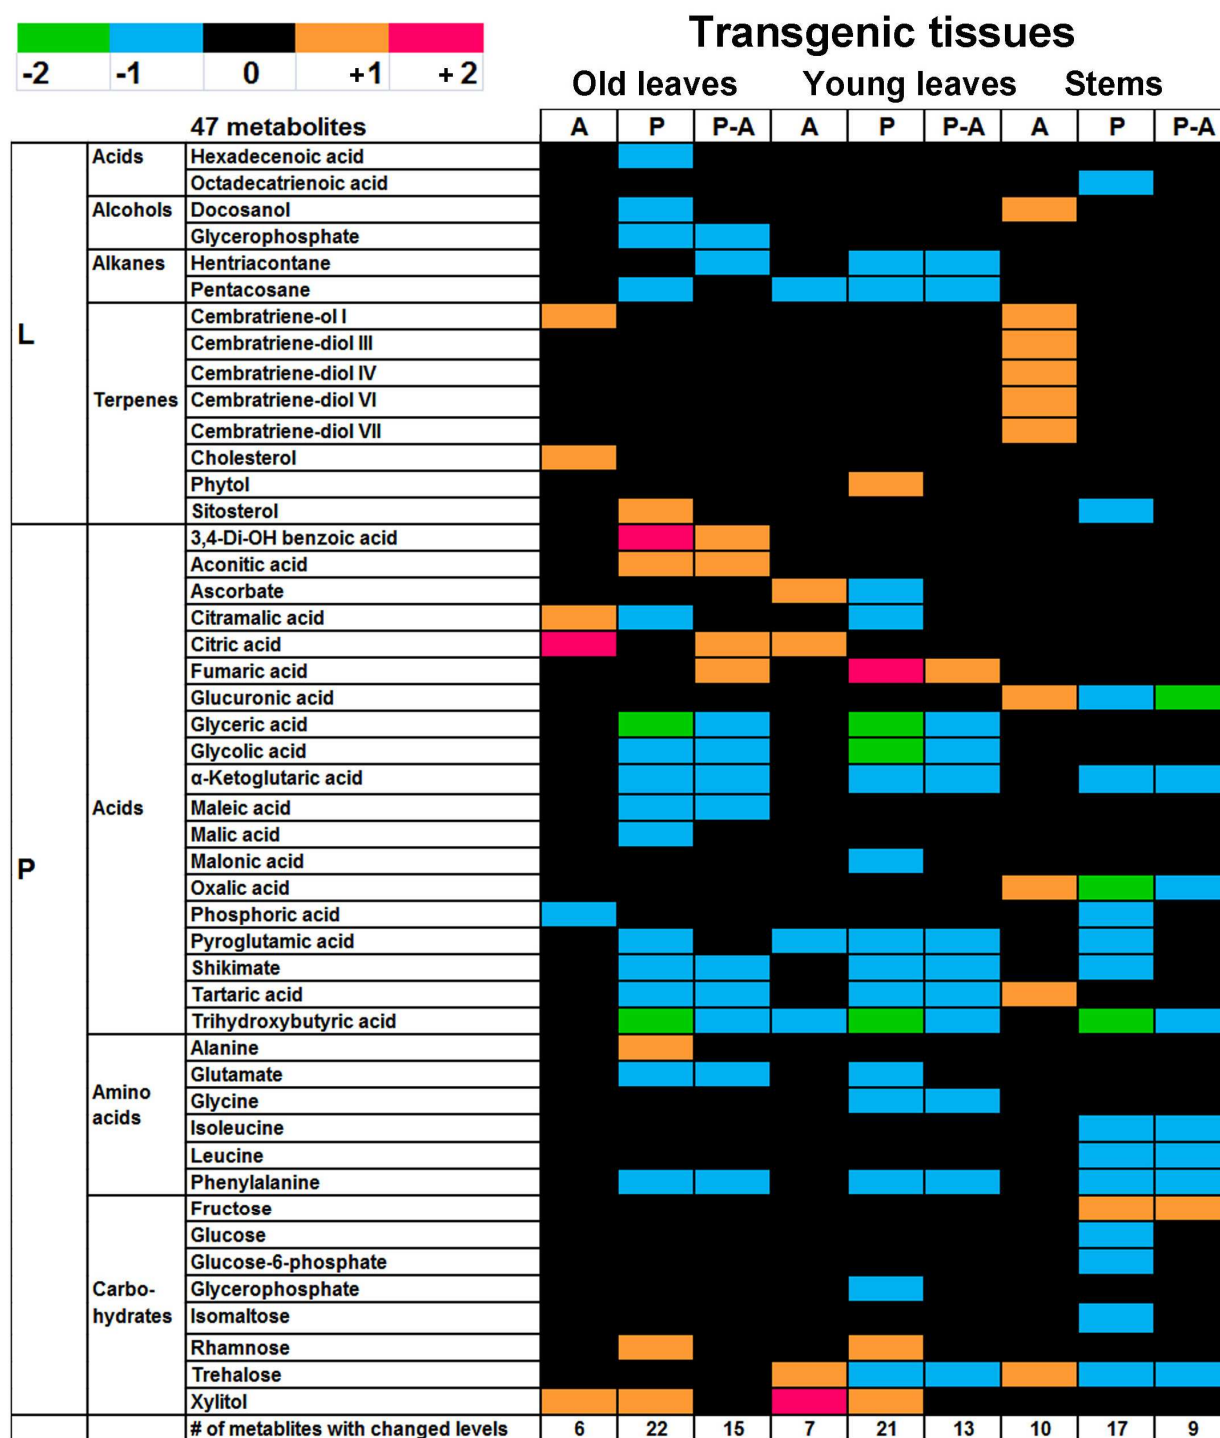 Transgenic tissues
-2 -1 0 +1 +2
Old leaves Young leaves Stems
47 metabolites A P P-A A P P-A A P P-A
L
Acids Hexadecenoic acid
Octadecatrienoic acid
Alcohols Docosanol
Glycerophosphate
Alkanes Hentriacontane
Pentacosane
Terpenes Cembratriene-ol I
Cembratriene-diol III
Cembratriene-diol IV
Cembratriene-diol VI
Cembratriene-diol VII
Cholesterol
Phytol
Sitosterol
P
Acids 3,4-Di-OH benzoic acid
Aconitic acid
Ascorbate
Citramalic acid
Citric acid
Fumaric acid
Glucuronic acid
Glyceric acid
Glycolic acid
α-Ketoglutaric acid
Maleic acid
Malic acid
Malonic acid
Oxalic acid
Phosphoric acid
Pyroglutamic acid
Shikimate
Tartaric acid
Trihydroxybutyric acid
Amino
acids
Alanine
Glutamate
Glycine
Isoleucine
Leucine
Phenylalanine
Carbo-
hydrates
Fructose
Glucose
Glucose-6-phosphate
Glycerophosphate
Isomaltose
Rhamnose
Trehalose
Xylitol
# of metablites with changed levels 6 22 15 7 21 13 10 17 9